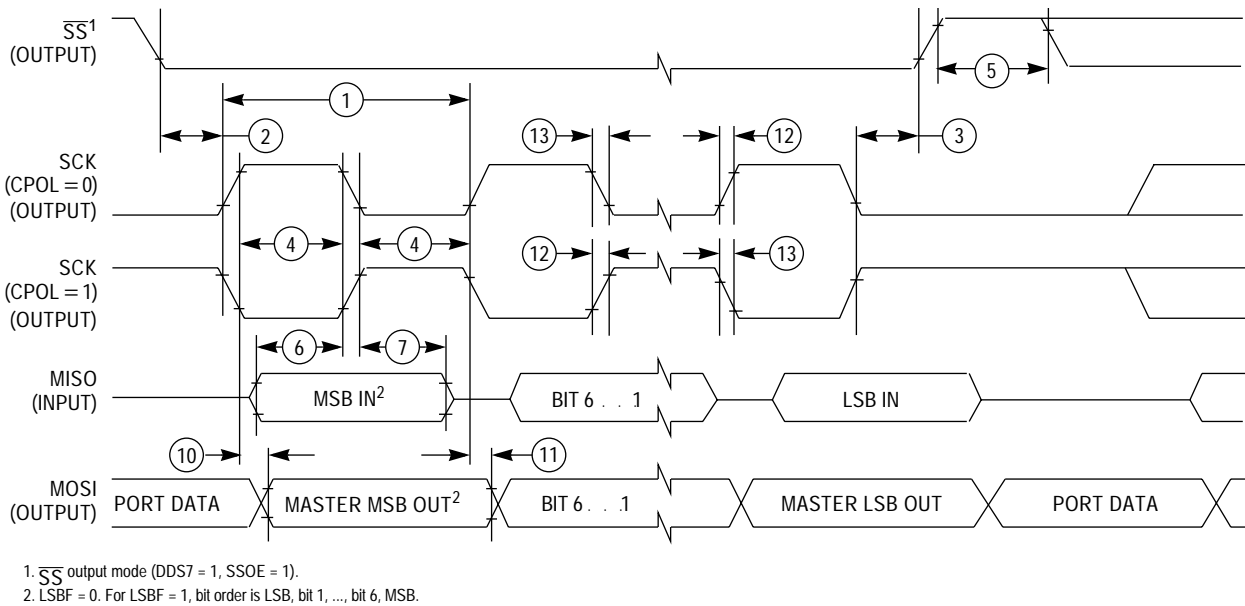 SS1
(OUTPUT)
5
1
2
13
12
3
SCK
(CPOL = 0)
(OUTPUT)
4
4
12
13
SCK
(CPOL = 1)
(OUTPUT)
6
7
MISO
(INPUT)
MSB IN2
BIT 6 . . . 1
LSB IN
10
11
MOSI
(OUTPUT)
PORT DATA
MASTER MSB OUT2
BIT 6 . . . 1
MASTER LSB OUT
PORT DATA
1. SS output mode (DDS7 = 1, SSOE = 1).
2. LSBF = 0. For LSBF = 1, bit order is LSB, bit 1, ..., bit 6, MSB.